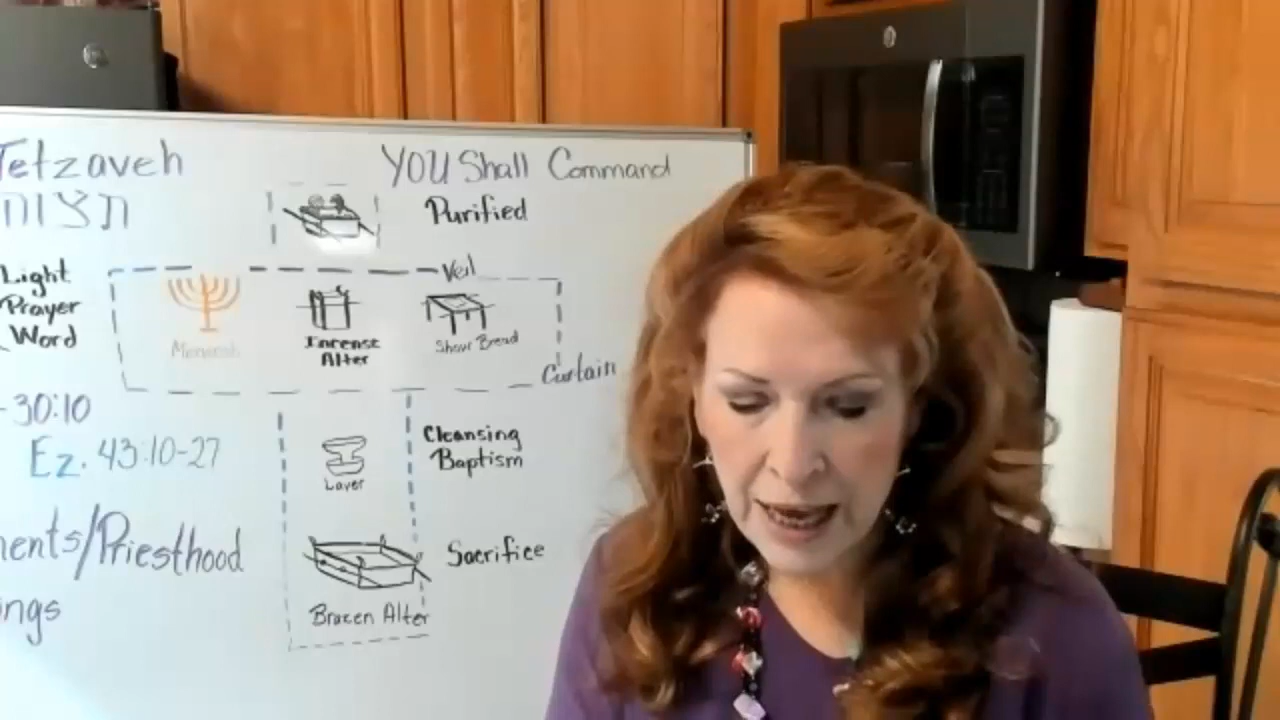 Tetzaveh YOU Shall Command
תצוה
Purified
Light
Prayer
Word
Veil
Menorah
Incense
Alter
Show Bread
Curtain
-30:10
Ez. 43:10-27
Cleansing
Baptism
Laver
ments/Priesthood
Sacrifice
ings
Brazen Alter